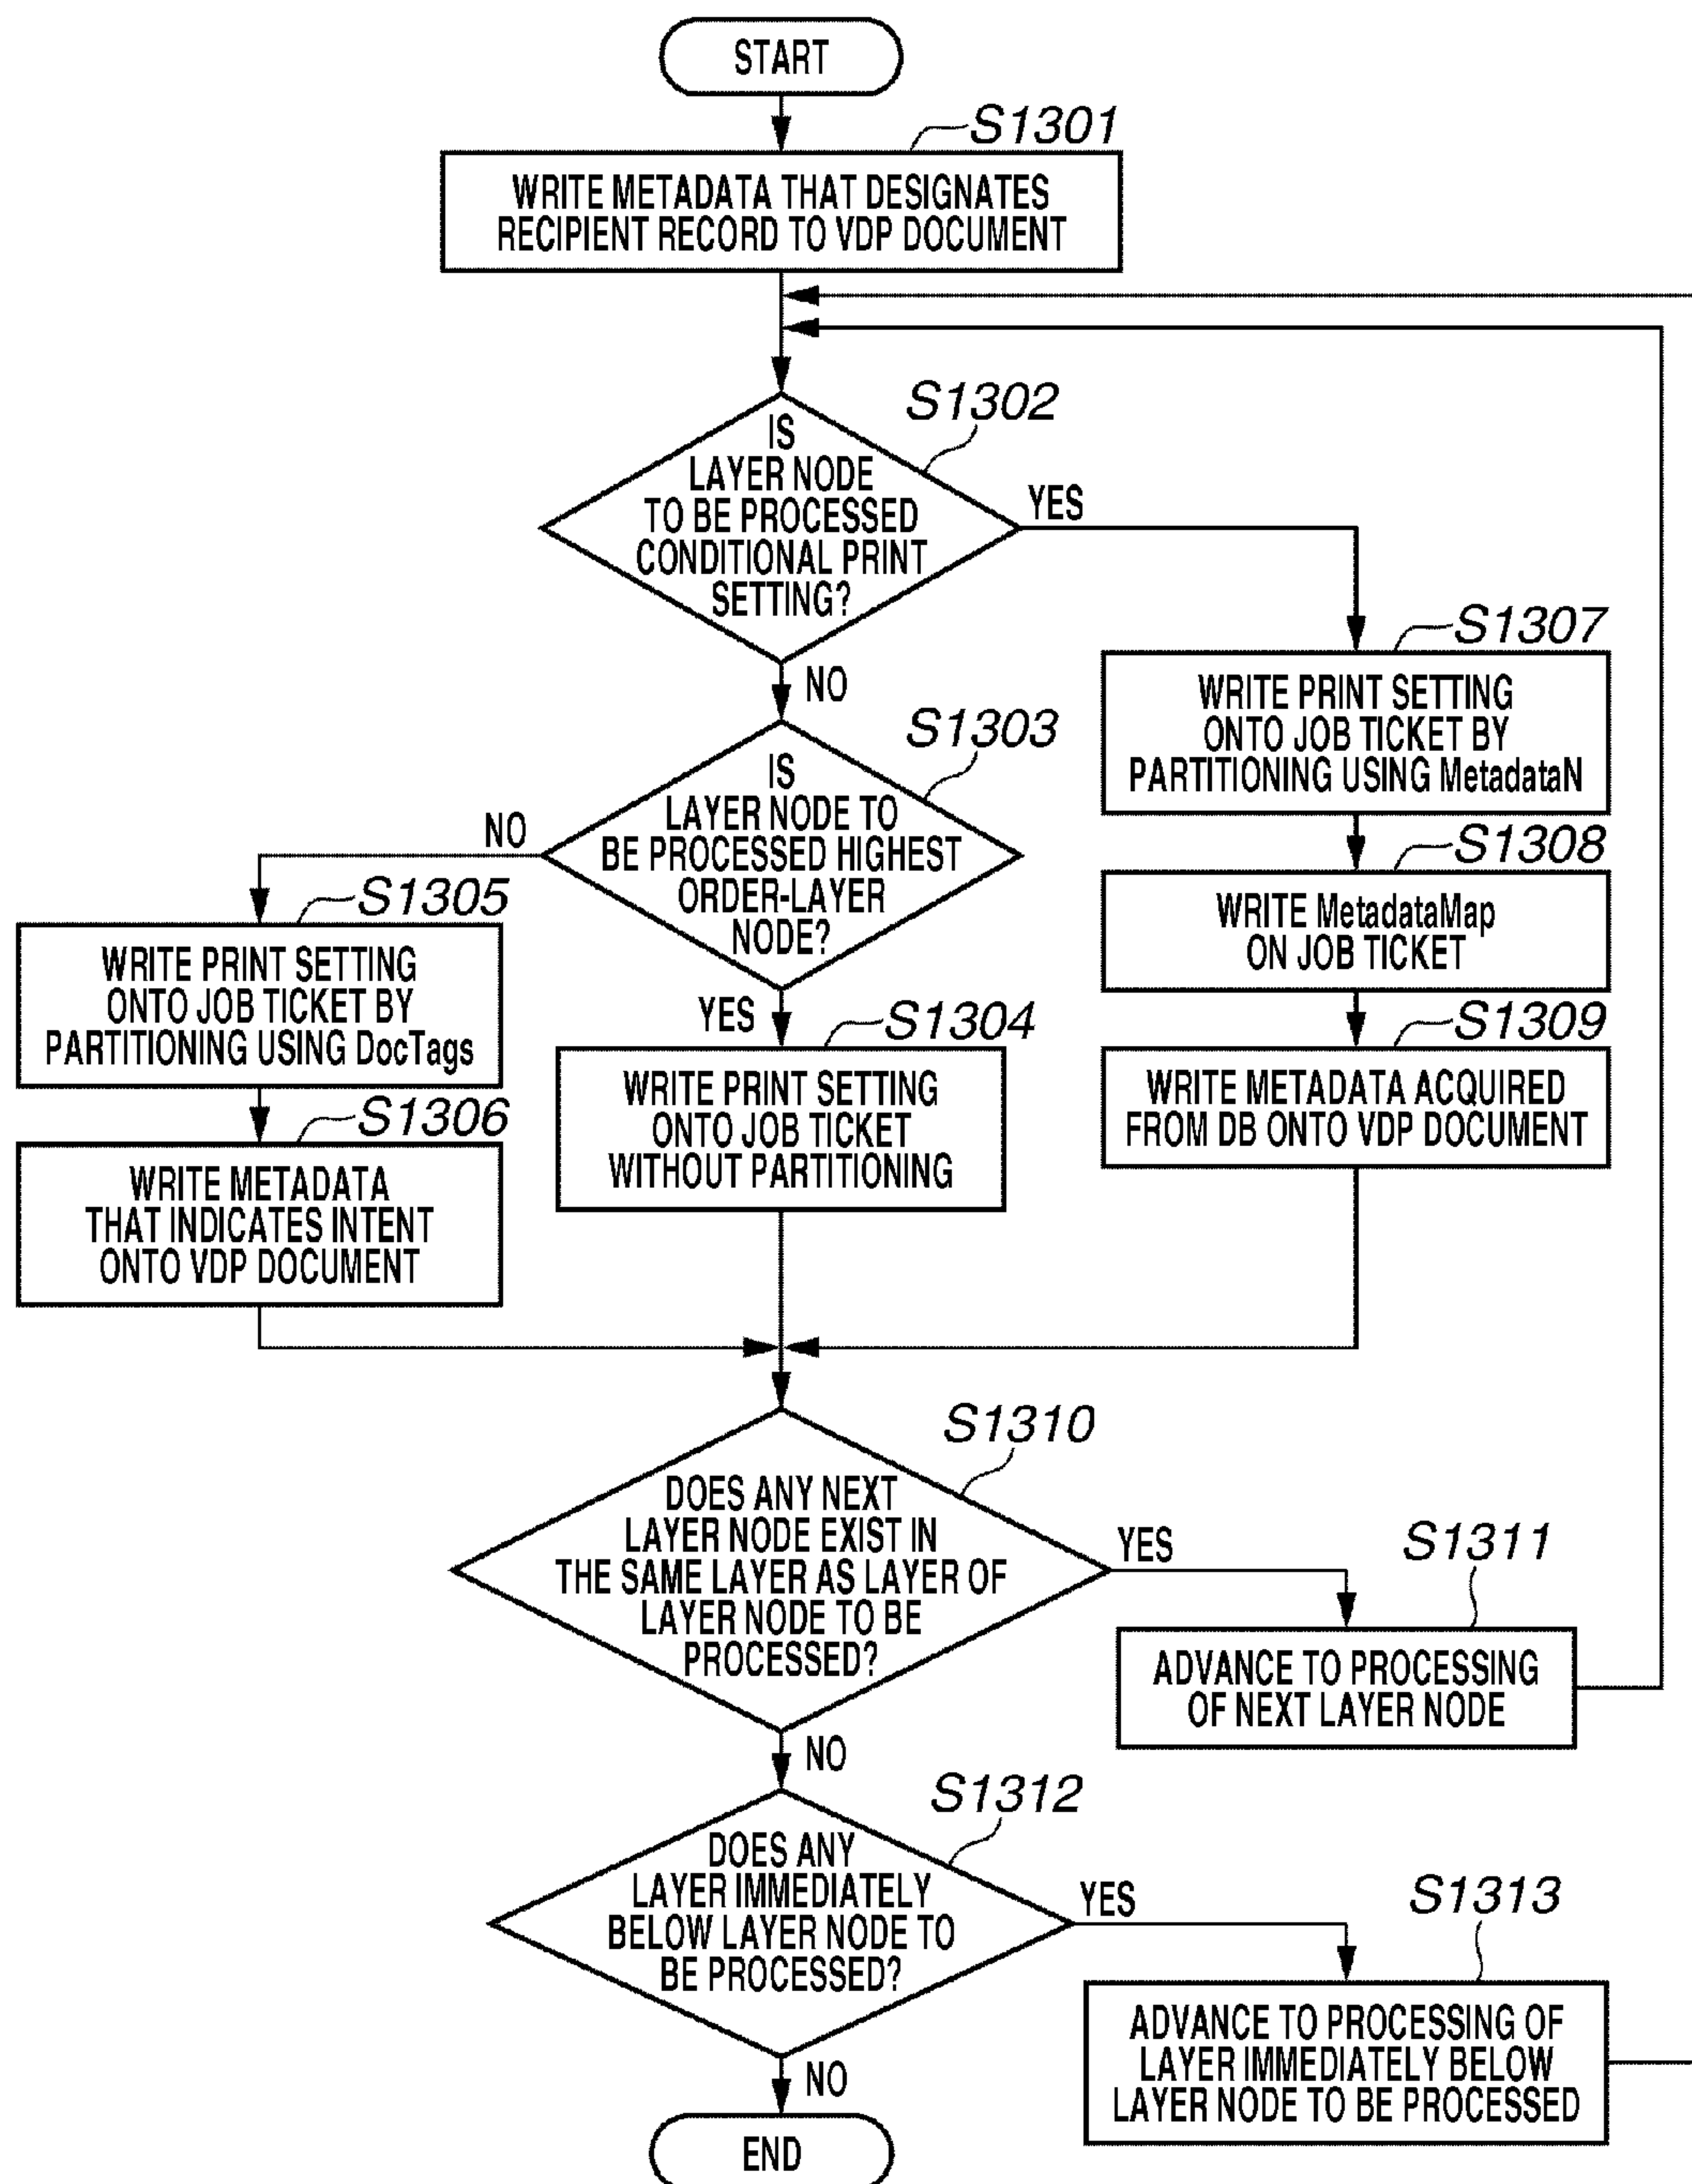 START
S1301
WRITE METADATA THAT DESIGNATES
RECIPIENT RECORD TO VDP DOCUMENT
S1302
IS
LAYER NODE
TO BE PROCESSED
CONDITIONAL PRINT
SETTING?
YES
NO
S1307
WRITE PRINT SETTING
ONTO JOB TICKET BY
PARTITIONING USING MetadataN
S1303
IS
LAYER NODE TO
BE PROCESSED HIGHEST
ORDER-LAYER
NODE?
NO
YES
S1308
WRITE MetadataMap
ON JOB TICKET
S1305
WRITE PRINT SETTING
ONTO JOB TICKET BY
PARTITIONING USING DocTags
S1304
WRITE PRINT SETTING
ONTO JOB TICKET
WITHOUT PARTITIONING
S1309
WRITE METADATA ACQUIRED
FROM DB ONTO VDP DOCUMENT
S1306
WRITE METADATA
THAT INDICATES INTENT
ONTO VDP DOCUMENT
S1310
DOES ANY NEXT
LAYER NODE EXIST IN
THE SAME LAYER AS LAYER OF
LAYER NODE TO BE
PROCESSED?
YES
S1311
ADVANCE TO PROCESSING
OF NEXT LAYER NODE
NO
S1312
DOES ANY
LAYER IMMEDIATELY
BELOW LAYER NODE TO
BE PROCESSED?
YES
S1313
ADVANCE TO PROCESSING OF
LAYER IMMEDIATELY BELOW
LAYER NODE TO BE PROCESSED
NO
END